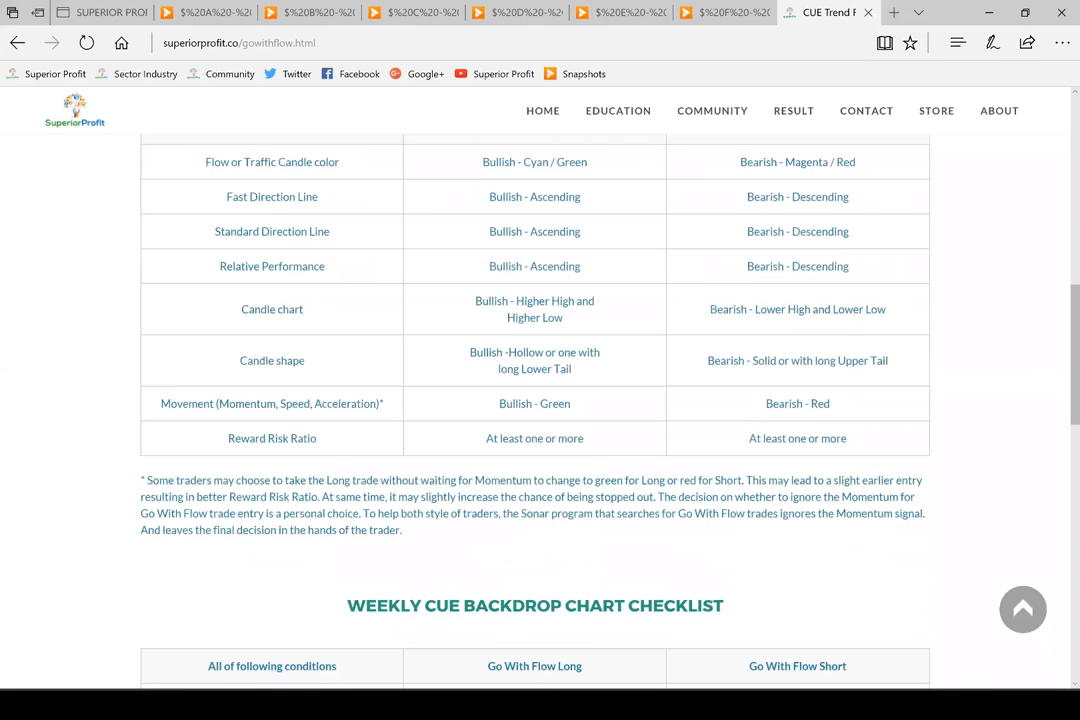 SUPERIOR PROF
$%20A%20-%20
$%20B%20-%20
$%20C%20-%20
$%20D%20-%20
$%20E%20-%20
$%20F%20-%20
CUE Trend F
superiorprofit.co/gowithflow.html
Superior Profit Sector Industry Community Twitter Facebook Google+ Superior Profit Snapshots
SuperiorProfit
HOME EDUCATION COMMUNITY RESULT CONTACT STORE ABOUT
Flow or Traffic Candle color Bullish - Cyan / Green Bearish - Magenta / Red
Fast Direction Line Bullish - Ascending Bearish - Descending
Standard Direction Line Bullish - Ascending Bearish - Descending
Relative Performance Bullish - Ascending Bearish - Descending
Candle chart Bullish - Higher High and Bearish - Lower High and Lower Low
Higher Low
Candle shape Bullish -Hollow or one with Bearish - Solid or with long Upper Tail
long Lower Tail
Movement (Momentum, Speed, Acceleration)* Bullish - Green Bearish - Red
Reward Risk Ratio At least one or more At least one or more
* Some traders may choose to take the Long trade without waiting for Momentum to change to green for Long or red for Short. This may lead to a slight earlier entry
resulting in better Reward Risk Ratio. At same time, it may slightly increase the chance of being stopped out. The decision on whether to ignore the Momentum for
Go With Flow trade entry is a personal choice. To help both style of traders, the Sonar program that searches for Go With Flow trades ignores the Momentum signal.
And leaves the final decision in the hands of the trader.
WEEKLY CUE BACKDROP CHART CHECKLIST
All of following conditions Go With Flow Long Go With Flow Short